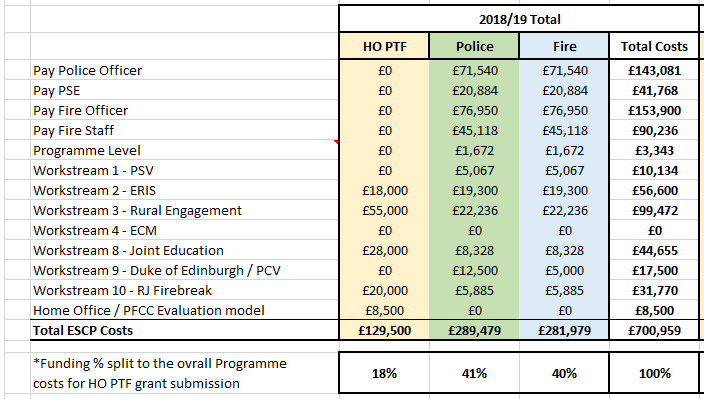 2018/19 Total
HO PTF Police Fire Total Costs
Pay Police Officer £0 £71,540 £71,540 £143,081
Pay PSE £0 £20,884 £20,884 £41,768
Pay Fire Officer £0 £76,950 £76,950 £153,900
Pay Fire Staff £0 £45,118 £45,118 £90,236
Programme Level £0 £1,672 £1,672 £3,343
Workstream 1 - PSV £0 £5,067 £5,067 £10,134
Workstream 2 - ERIS £18,000 £19,300 £19,300 £56,600
Workstream 3 - Rural Engagement £55,000 £22,236 £22,236 £99,472
Workstream 4 - ECM £0 £0 £0 £0
Workstream 8 - Joint Education £28,000 £8,328 £8,328 £44,655
Workstream 9 - Duke of Edinburgh / PCV £0 £12,500 £5,000 £17,500
Workstream 10 - RJ Firebreak £20,000 £5,885 £5,885 £31,770
Home Office / PFCC Evaluation model £8,500 £0 £0 £8,500
Total ESCP Costs £129,500 £289,479 £281,979 £700,959
*Funding % split to the ovrall Programme
costs for HO PTF grant submission 18% 41% 40% 100%